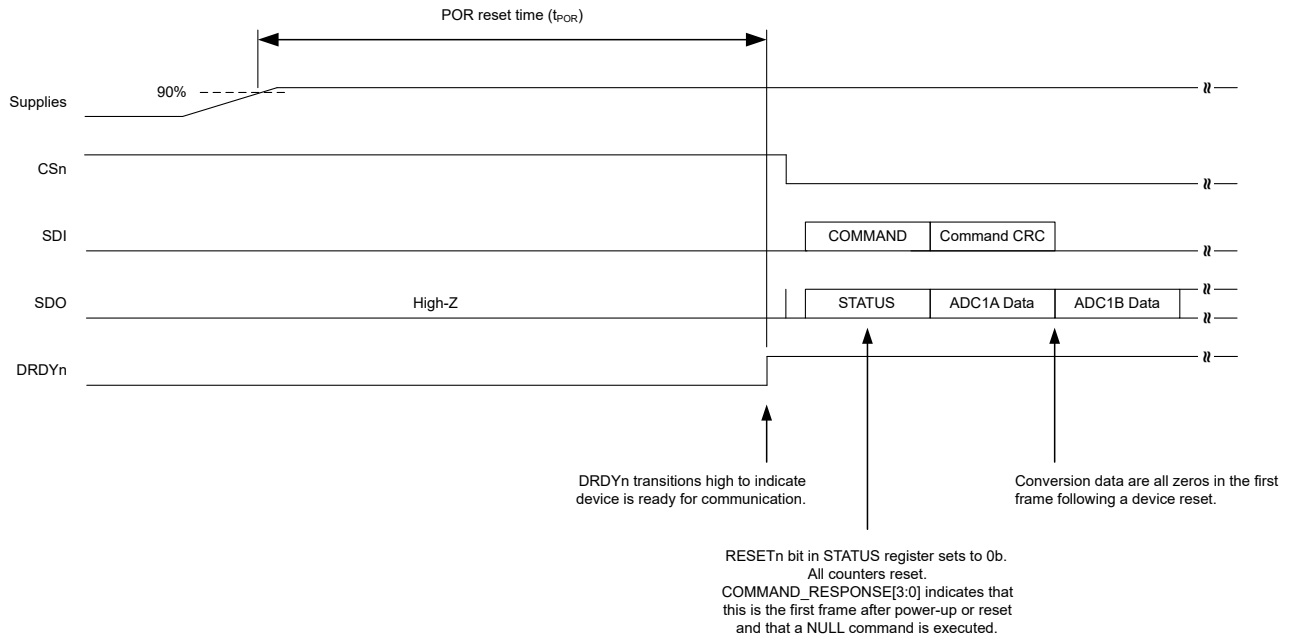 POR reset time (tPOR)
90%
Supplies
CSn
SDI
COMMAND
Command CRC
SDO
High-Z
STATUS
ADC1A Data
ADC1B Data
DRDYn
DRDYn transitions high to indicate
device is ready for communication.
Conversion data are all zeros in the first
frame following a device reset.
RESETn bit in STATUS register sets to 0b.
All counters reset.
COMMAND_RESPONSE[3:0] indicates that
this is the first frame after power-up or reset
and that a NULL command is executed.